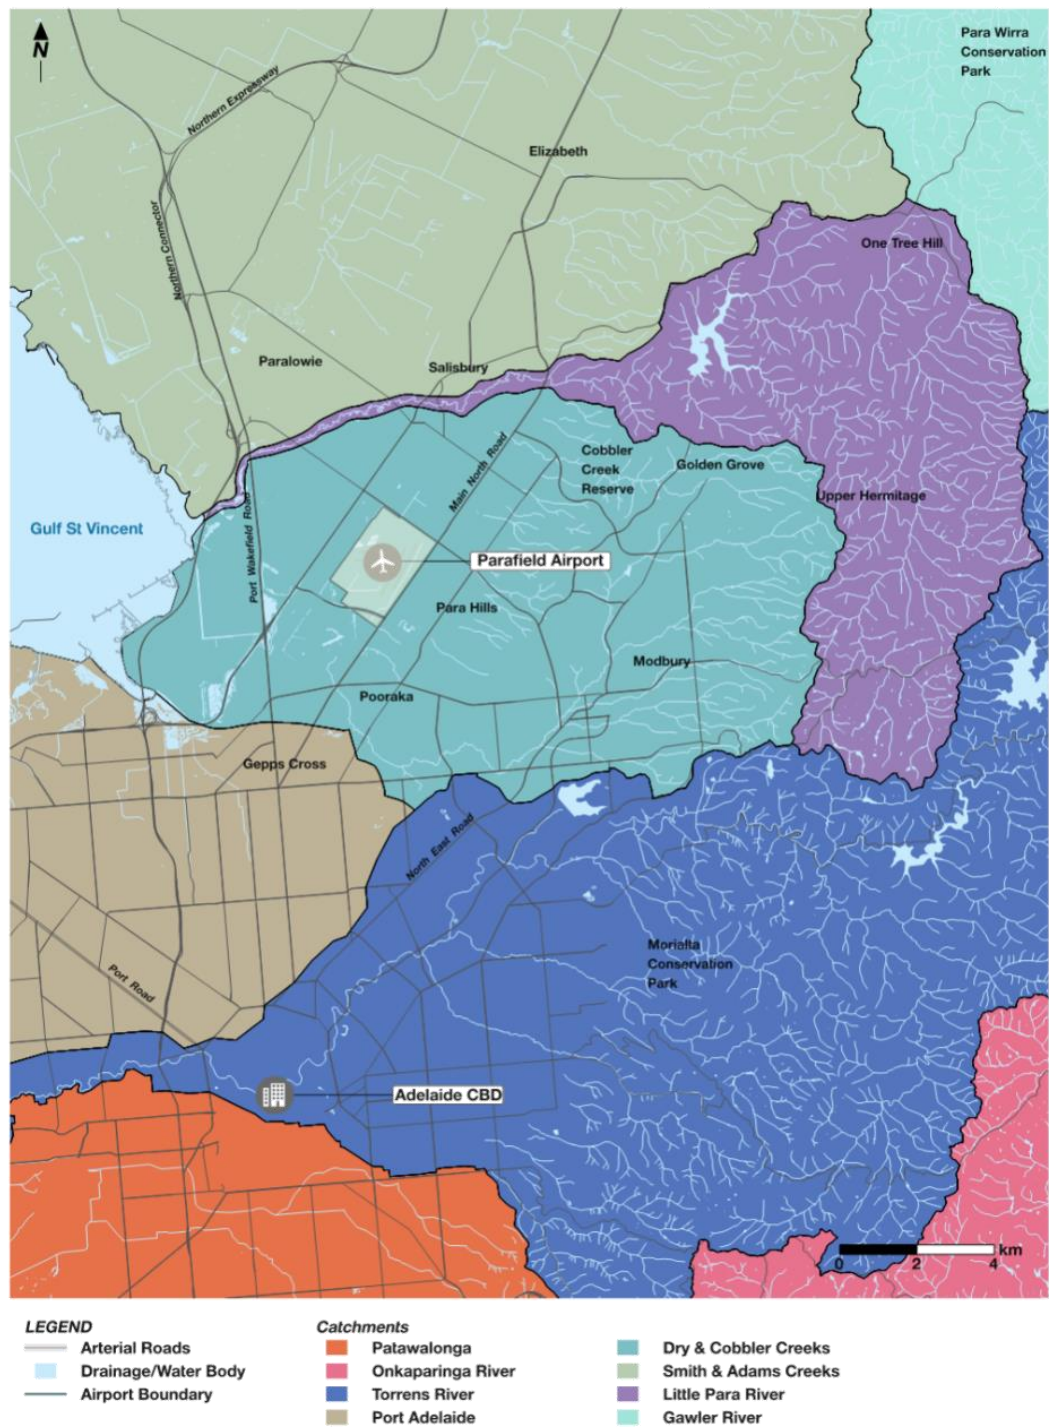 N
Para Wirra
Conservation
Park
Northern Expressway
Elizabeth
Northern Connector
One Tree Hill
Paralowie
Salisbury
Main North Road
Cobbler
Creek
Reserve
Golden Grove
Upper Hermitage
Gulf St Vincent
Port Wakefield Road
Parafield Airport
Para Hills
Modbury
Pooraka
Gepps Cross
North East Road
Morialta
Conservation
Park
Port Road
Adelaide CBD
km
0 2 4
LEGEND
Arterial Roads
Drainage/Water Body
Airport Boundary
Catchments
Patawalonga
Onkaparinga River
Torrens River
Port Adelaide
Dry & Cobbler Creeks
Smith & Adams Creeks
Little Para River
Gawler River